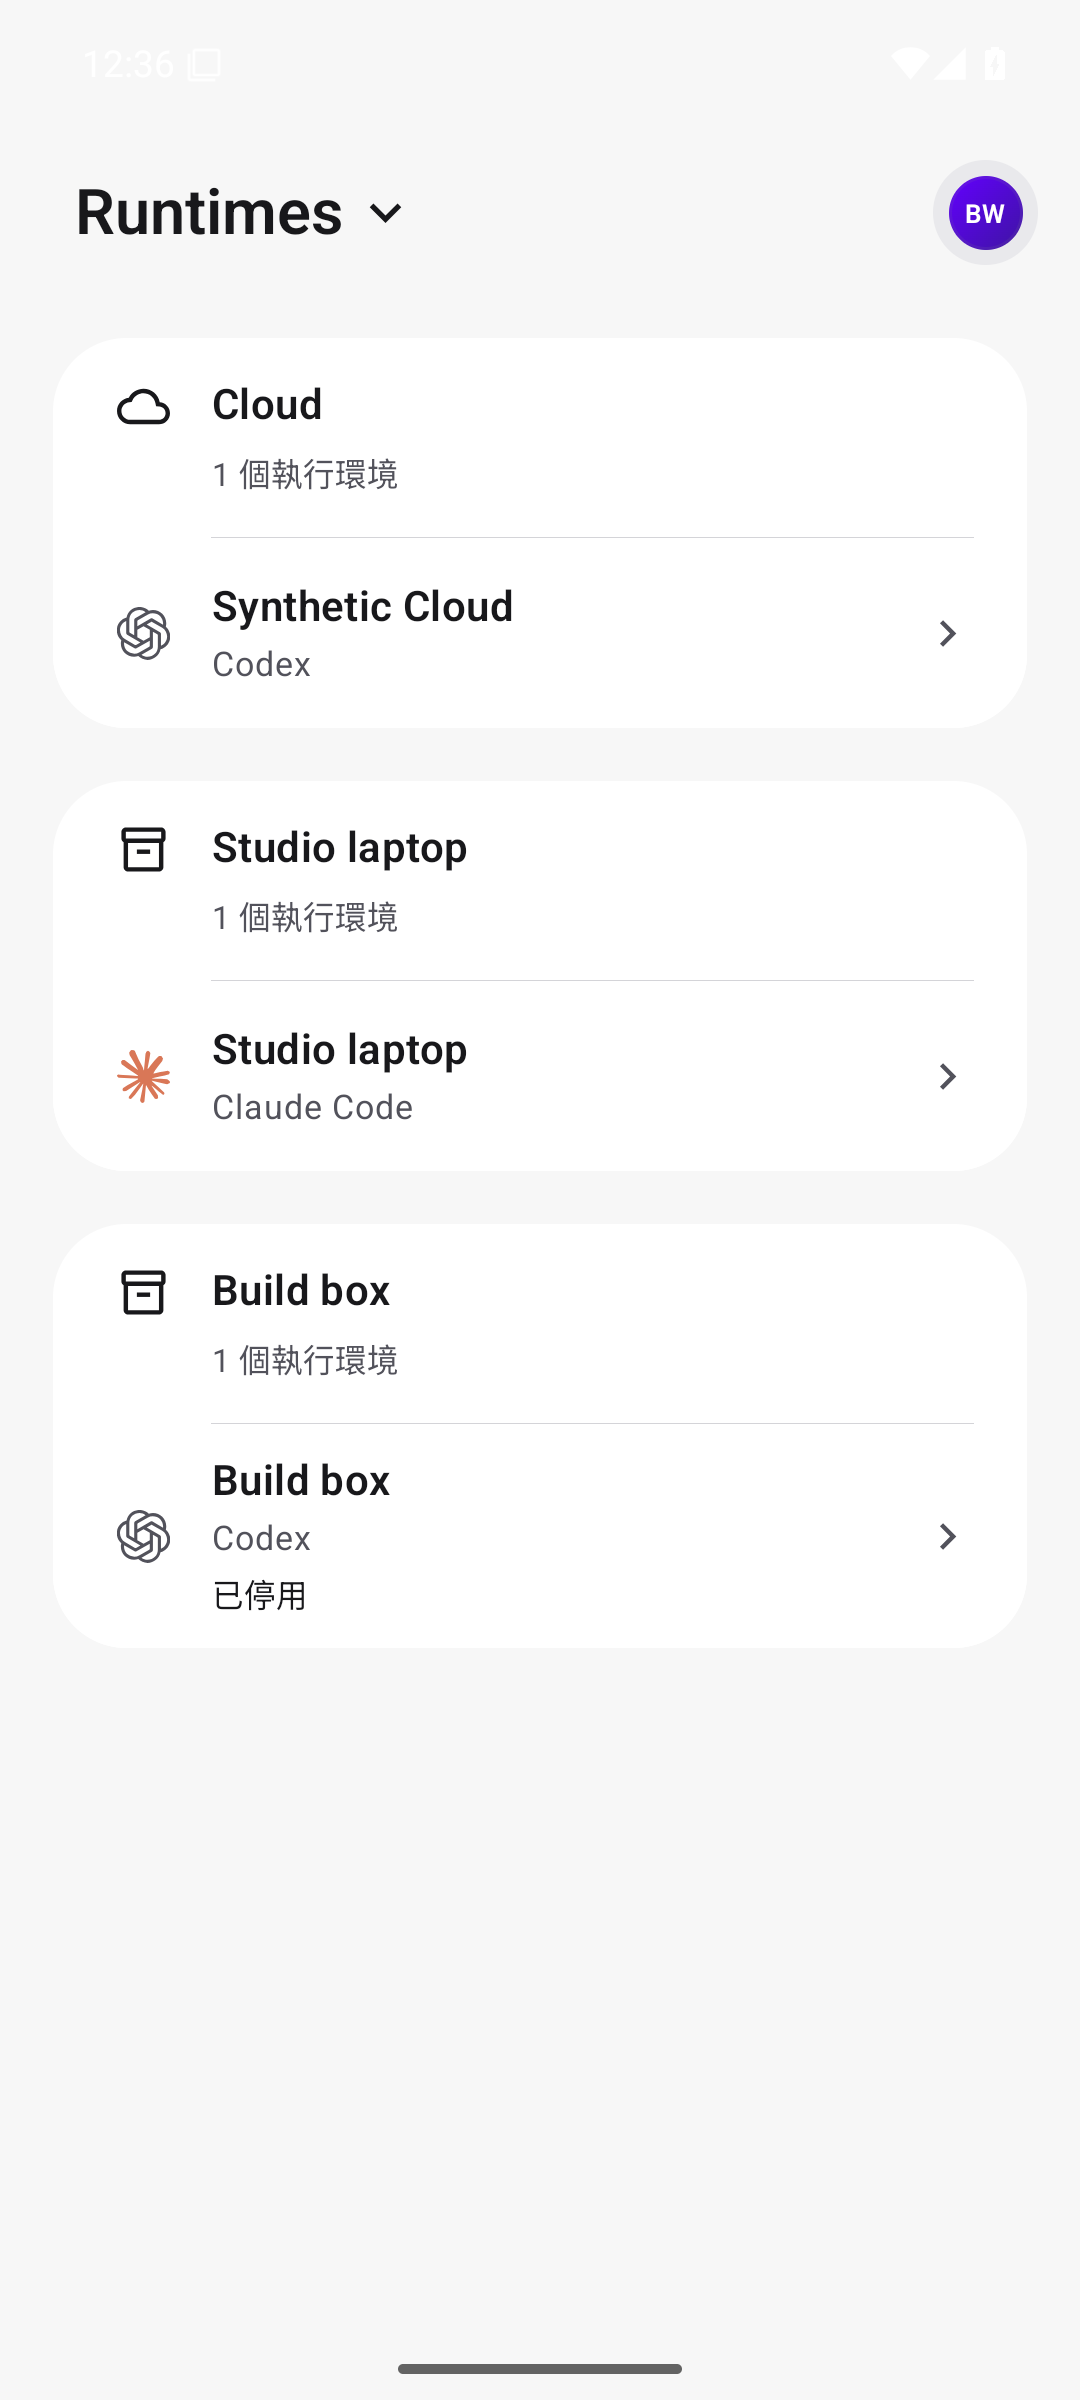 12:36
Runtimes
BW
Cloud
1 個執行環境
Synthetic Cloud
Codex
Studio laptop
1 個執行環境
Studio laptop
Claude Code
Build box
1 個執行環境
Build box
Codex
已停用